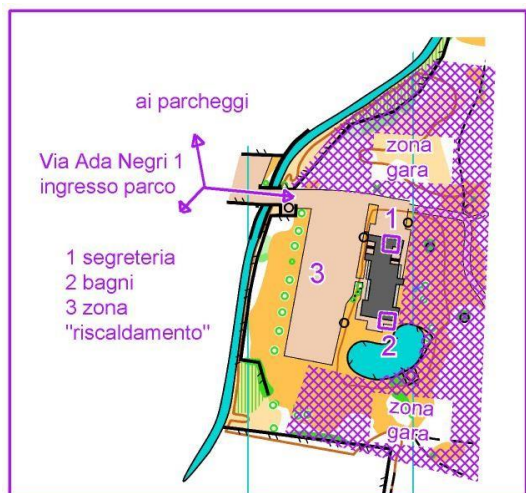 ai parcheggi
Via Ada Negri 1
ingresso parco
1 segreteria
2 bagni
3 zona
"riscaldamento"
zona
gara
1
3
2
zona
gara